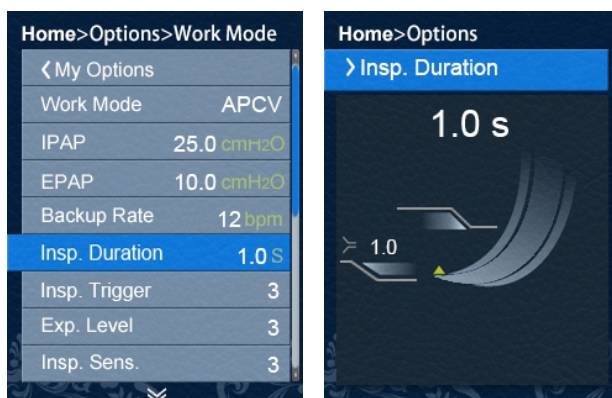 Home>Options>Work Mode
My Options
Work Mode APCV
IPAP 25.0 cmH2O
EPAP 10.0 cmH2O
Backup Rate 12 bpm
Insp. Duration 1.0 S
Insp. Trigger 3
Exp. Level 3
Insp. Sens. 3
Home>Options
Insp. Duration
1.0 s
1.0